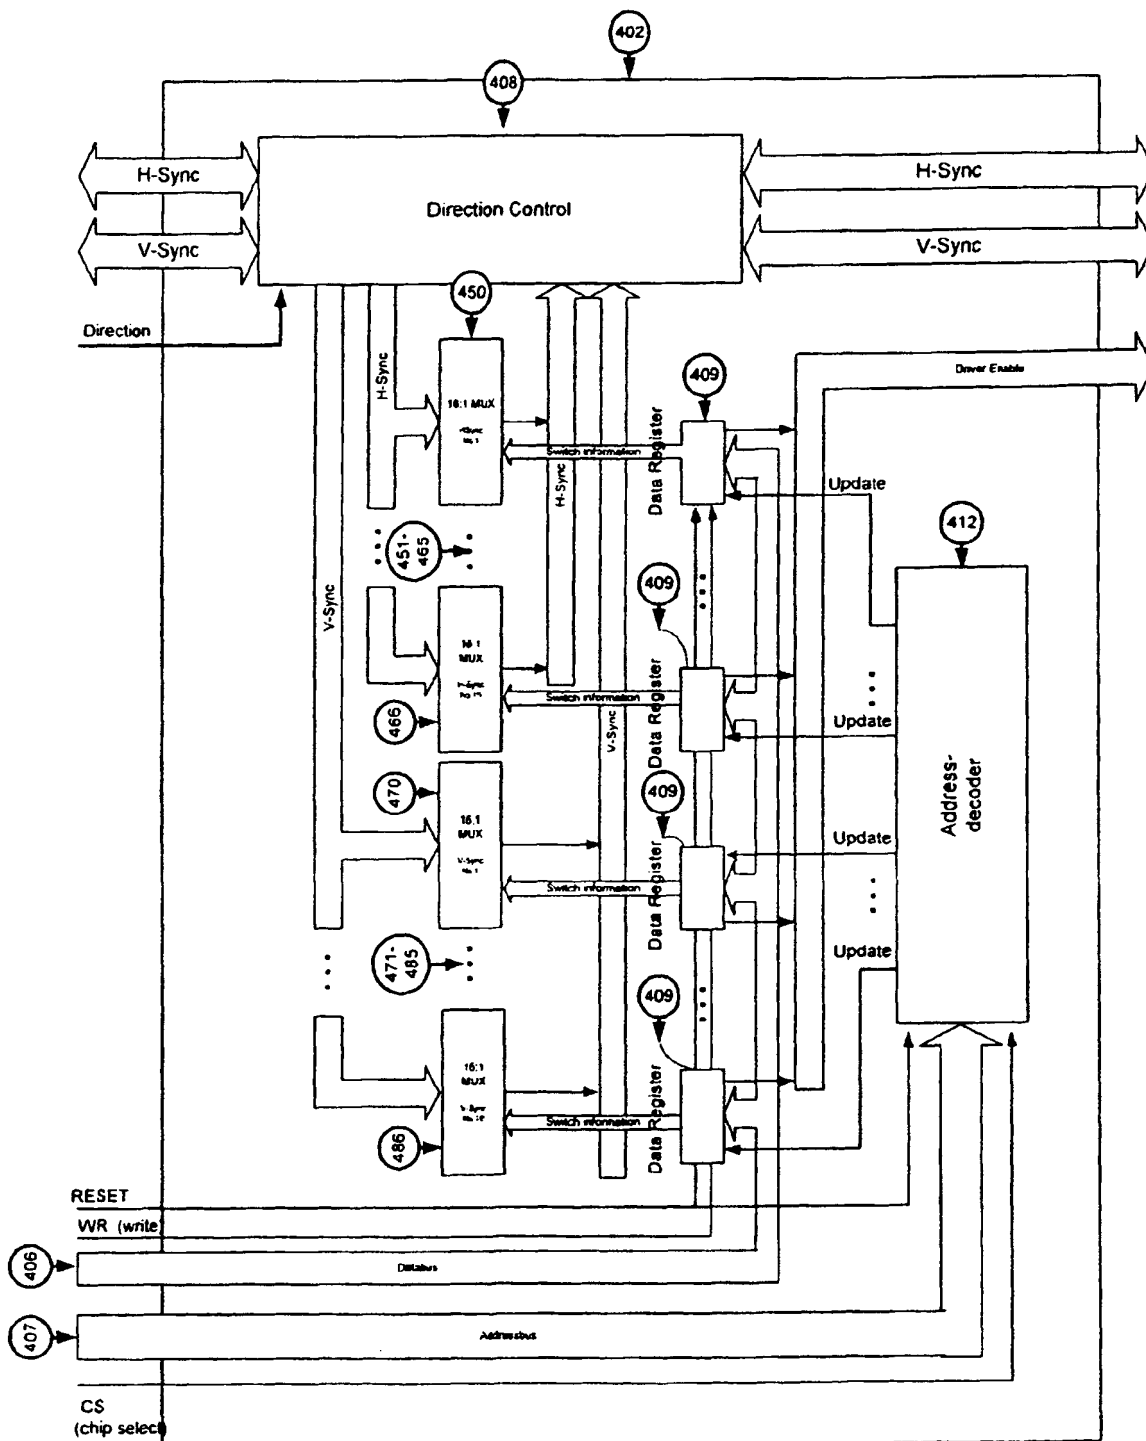 402
408
H-Sync
H-Sync
Direction Control
V-Sync
V-Sync
450
Direction
H-Sync
16:1 MUX
409
Driver Enable
Data Register
Switch information
H-Sync
Update
412
451-
465
409
V-Sync
16:1
MUX
Switch information
Data Register
V-Sync
466
Update
470
409
Address-
decoder
16:1
MUX
V-Sync
Update
Data Register
Switch information
471-
485
Update
409
16:1
MUX
V-Sync
Data Register
Switch information
486
RESET
WR (write
406
Databus
407
Addressbus
CS
(chip select)